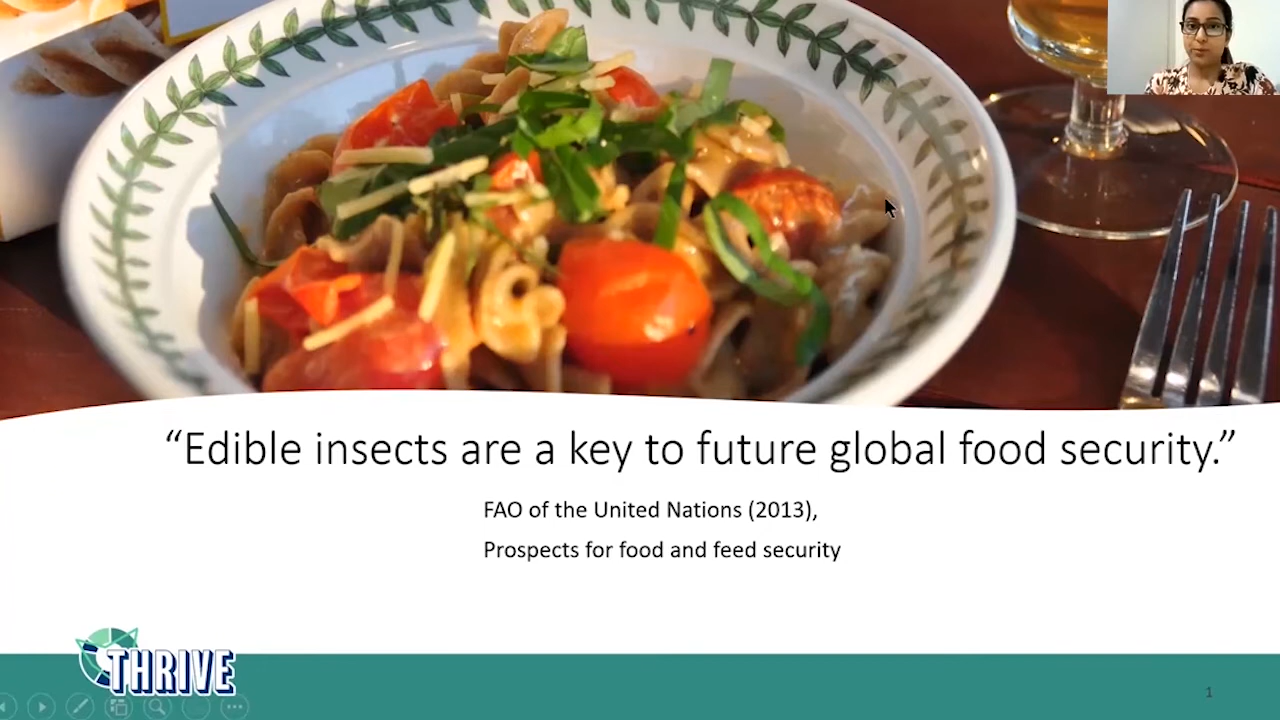 “Edible insects are a key to future global food security.”
FAO of the United Nations (2013),
Prospects for food and feed security
THRIVE
1